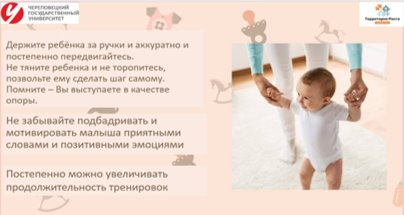 ЧЕРЕПОВЕЦКИЙ
ГОСУДАРСТВЕННЫЙ
УНИВЕРСИТЕТ
Территория Роста
Держите ребёнка за ручки и аккуратно и
постепенно передвигайтесь.
Не тяните ребенка и не торопитесь,
позвольте ему сделать шаг самому.
Помните – Вы выступаете в качестве
опоры.
Не забывайте подбадривать и
мотивировать малыша приятными
словами и позитивными эмоциями
Постепенно можно увеличивать
продолжительность тренировок